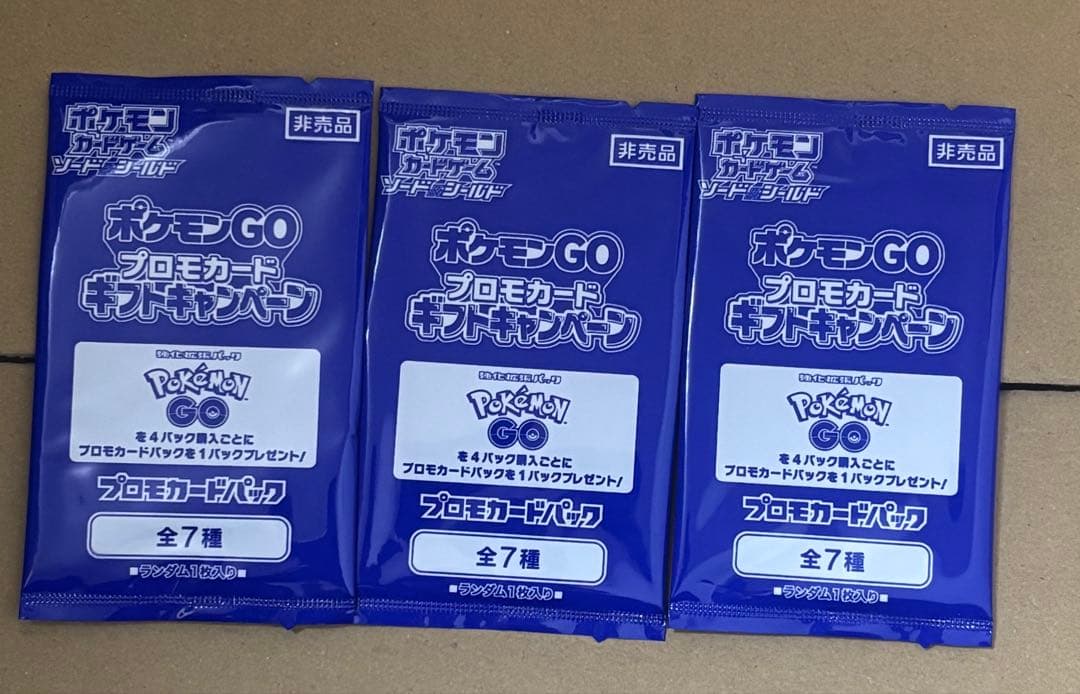 ポケモン
カードゲーム
ソード&シールド
非売品
ポケモンGO
プロモカード
ギフトキャンペーン
強化拡張パック
POKÉMON
GO
を4パック購入ごとに
プロモカードパックを1パックプレゼント!
プロモカードパック
全7種
■ランダム1枚入り■
ポケモン
カードゲーム
ソード&シールド
非売品
ポケモンGO
プロモカード
ギフトキャンペーン
強化拡張パック
POKÉMON
GO
を4パック購入ごとに
プロモカードパックを1パックプレゼント!
プロモカードパック
全7種
■ランダム1枚入り■
ポケモン
カードゲーム
ソード&シールド
非売品
ポケモンGO
プロモカード
ギフトキャンペーン
強化拡張パック
POKÉMON
GO
を4パック購入ごとに
プロモカードパックを1パックプレゼント!
プロモカードパック
全7種
■ランダム1枚入り■